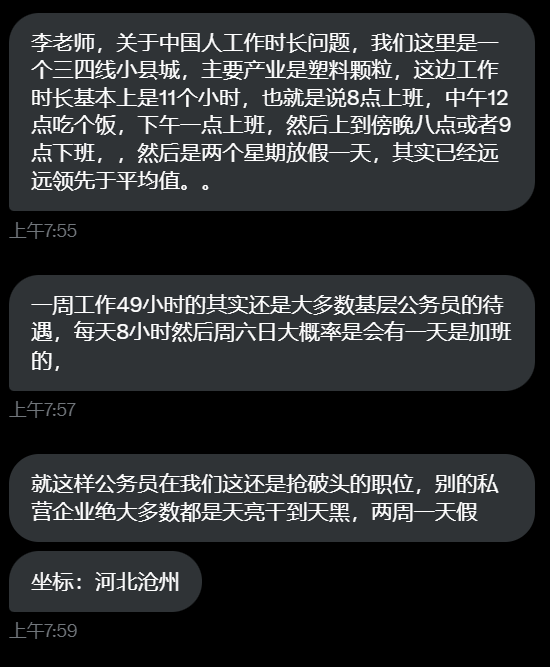 李老师，关于中国人工作时长问题，我们这里是一
个三四线小县城，主要产业是塑料颗粒，这边工作
时长基本上是11个小时，也就是说8点上班，中午12
点吃个饭，下午一点上班，然后上到傍晚八点或者9
点下班，，然后是两个星期放假一天，其实已经远
远领先于平均值。。
上午7:55
一周工作49小时的其实还是大多数基层公务员的待
遇，每天8小时然后周六日大概率是会有一天是加班
的，
上午7:57
就这样公务员在我们这还是抢破头的职位，别的私
营企业绝大多数都是天亮干到天黑，两周一天假
坐标：河北沧州
上午7:59